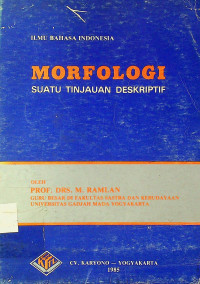 ILMU BAHASA INDONESIA
MORFOLOGI
SUATU TINJAUAN DESKRIPTIF
OLEH
PROF. DRS. M. RAMLAN
GURU BESAR DI FAKULTAS SASTRA DAN KEBUDAYAAN
UNIVERSITAS GADJAH MADA YOGYAKARTA
CV. KARYONO — YOGYAKARTA
1985